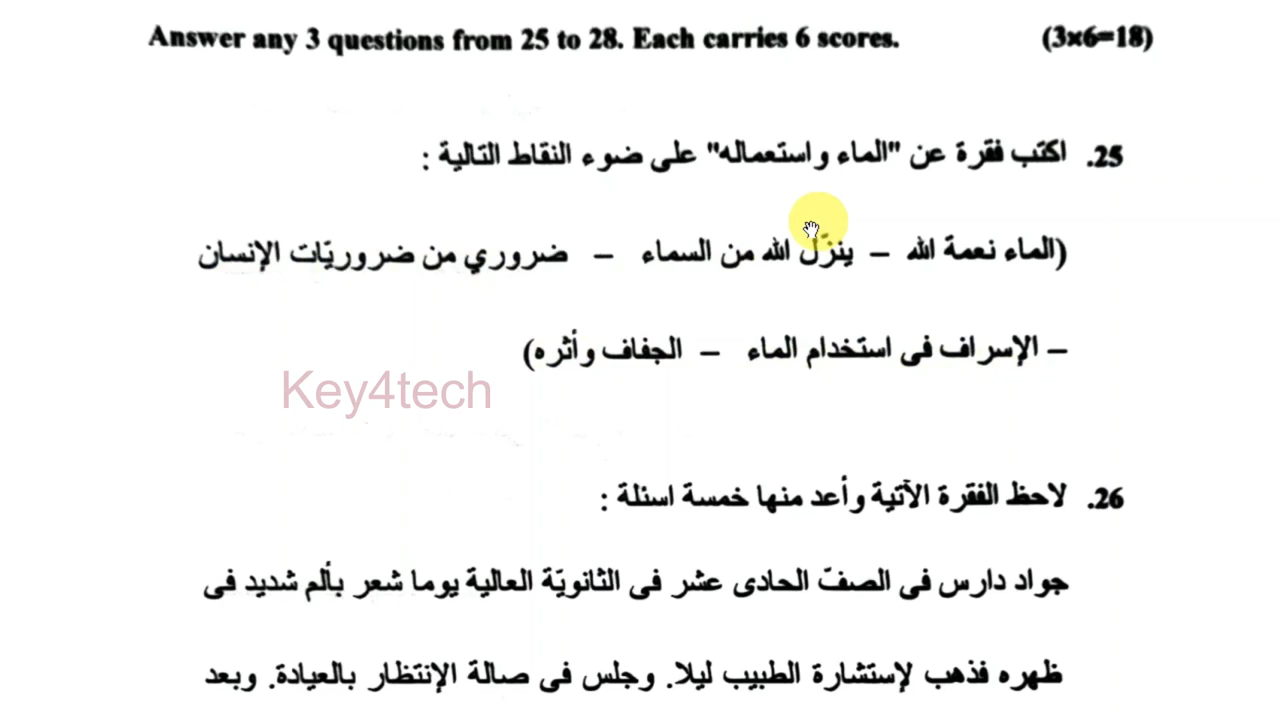 Answer any 3 questions from 25 to 28. Each carries 6 scores. (3x6=18)
25. اكتب فقرة عن "الماء واستعماله" على ضوء النقاط التالية :
(الماء نعمة الله – ينزّل الله من السماء – ضروري من ضروريّات الإنسان
– الإسراف فى استخدام الماء – الجفاف وأثره)
Key4tech
26. لاحظ الفقرة الآتية وأعد منها خمسة اسئلة :
جواد دارس فى الصفّ الحادى عشر فى الثانويّة العالية يوما شعر بألم شديد فى
ظهره فذهب لإستشارة الطبيب ليلا. وجلس فى صالة الإنتظار بالعيادة. وبعد